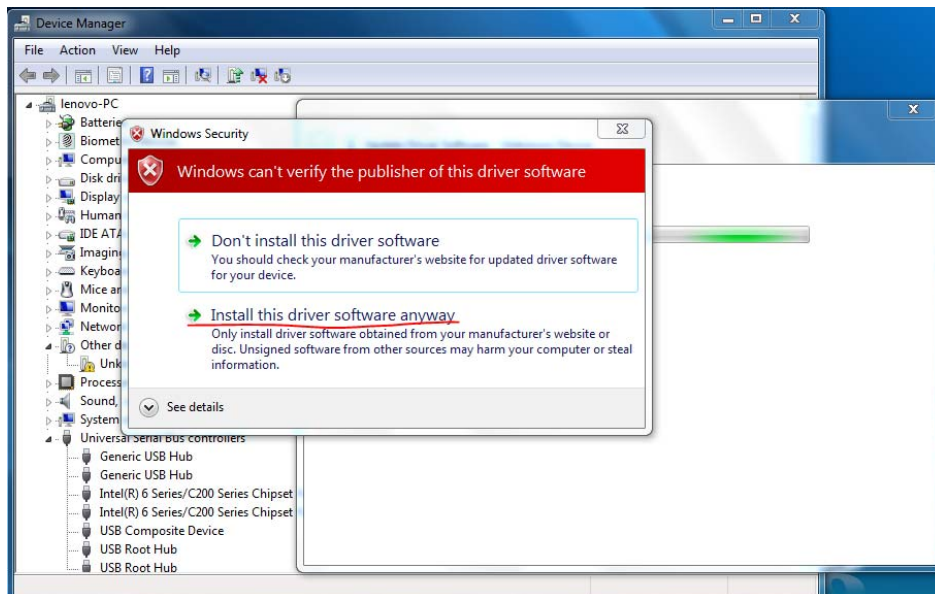 Device Manager
File Action View Help
lenovo-PC
Batterie
Biomet
Compu
Disk dri
Display
Human
IDE ATA
Imagin
Keyboa
Mice ar
Monito
Networ
Other d
Unk
Process
Sound,
System
Universal Serial Bus controllers
Generic USB Hub
Generic USB Hub
Intel(R) 6 Series/C200 Series Chipset
Intel(R) 6 Series/C200 Series Chipset
USB Composite Device
USB Root Hub
USB Root Hub
Windows Security
Windows can't verify the publisher of this driver software
Don't install this driver software
You should check your manufacturer's website for updated driver software
for your device.
Install this driver software anyway
Only install driver software obtained from your manufacturer's website or
disc. Unsigned software from other sources may harm your computer or steal
information.
See details